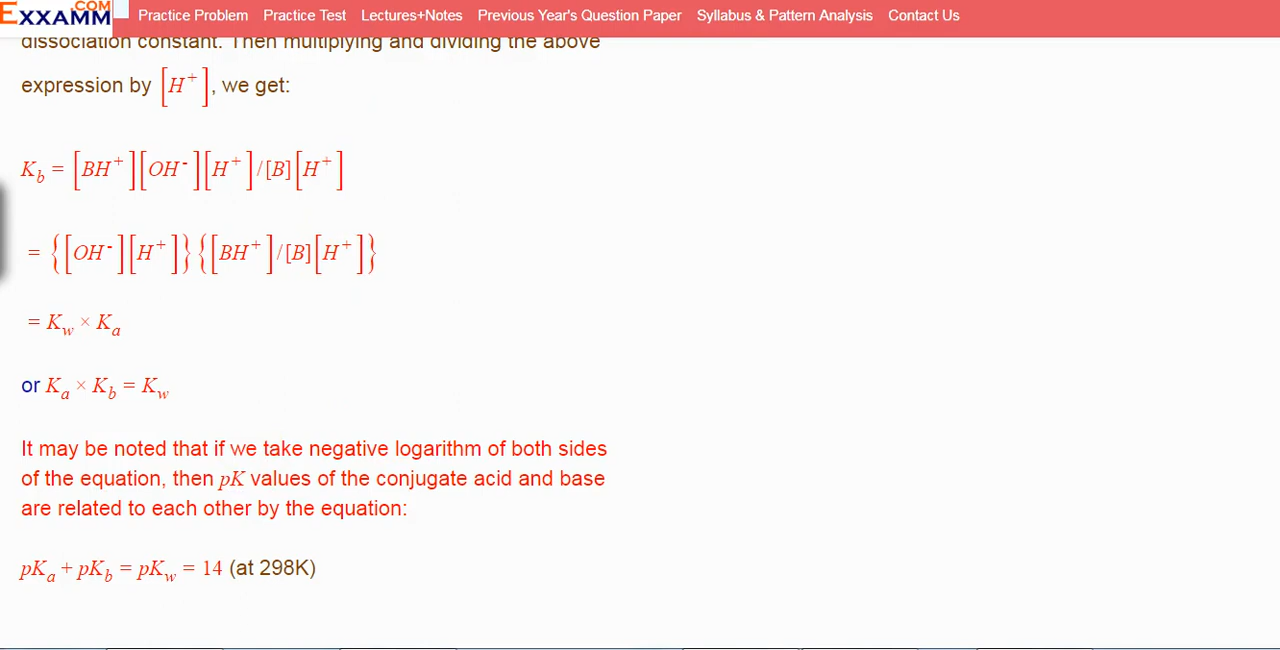 EXXAMM .COM Practice Problem Practice Test Lectures+Notes Previous Year's Question Paper Syllabus & Pattern Analysis Contact Us
dissociation constant. Then multiplying and dividing the above
expression by [H⁺], we get:
K_b = [BH⁺][OH⁻][H⁺]/[B][H⁺]
= {[OH⁻][H⁺]}{[BH⁺]/[B][H⁺]}
= K_w × K_a
or K_a × K_b = K_w
It may be noted that if we take negative logarithm of both sides
of the equation, then pK values of the conjugate acid and base
are related to each other by the equation:
pK_a + pK_b = pK_w = 14 (at 298K)